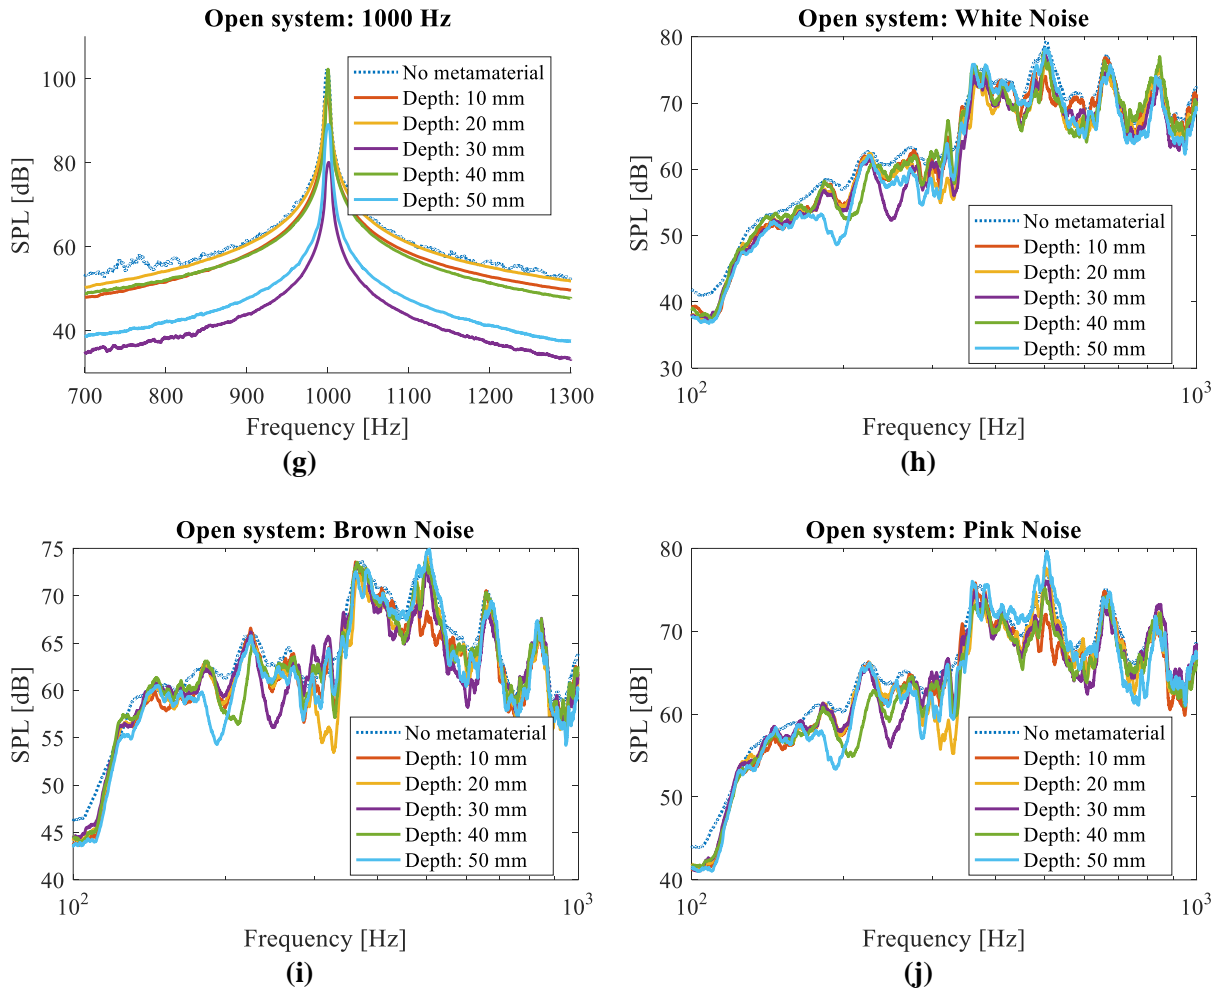 Open system: 1000 Hz
SPL [dB]
100
80
60
40
No metamaterial
Depth: 10 mm
Depth: 20 mm
Depth: 30 mm
Depth: 40 mm
Depth: 50 mm
700 800 900 1000 1100 1200 1300
Frequency [Hz]
(g)
Open system: White Noise
SPL [dB]
80
70
60
50
40
30
No metamaterial
Depth: 10 mm
Depth: 20 mm
Depth: 30 mm
Depth: 40 mm
Depth: 50 mm
10² 10³
Frequency [Hz]
(h)
Open system: Brown Noise
SPL [dB]
75
70
65
60
55
50
45
40
No metamaterial
Depth: 10 mm
Depth: 20 mm
Depth: 30 mm
Depth: 40 mm
Depth: 50 mm
10² 10³
Frequency [Hz]
(i)
Open system: Pink Noise
SPL [dB]
80
70
60
50
40
No metamaterial
Depth: 10 mm
Depth: 20 mm
Depth: 30 mm
Depth: 40 mm
Depth: 50 mm
10² 10³
Frequency [Hz]
(j)